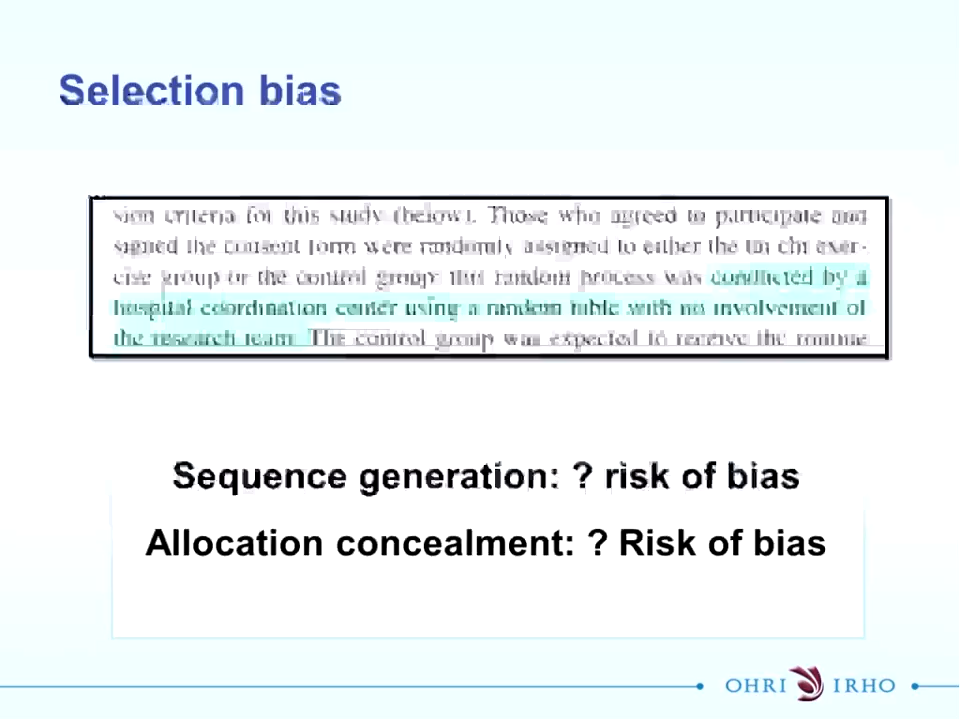 Selection bias
sion criteria for this study (below). Those who agreed to participate and
signed the consent form were randomly assigned to either the tai chi exer-
cise group or the control group: this random process was conducted by a
hospital coordination center using a random table with no involvement of
the research team. The control group was expected to receive the routine
Sequence generation: ? risk of bias
Allocation concealment: ? Risk of bias
OHRI IRHO